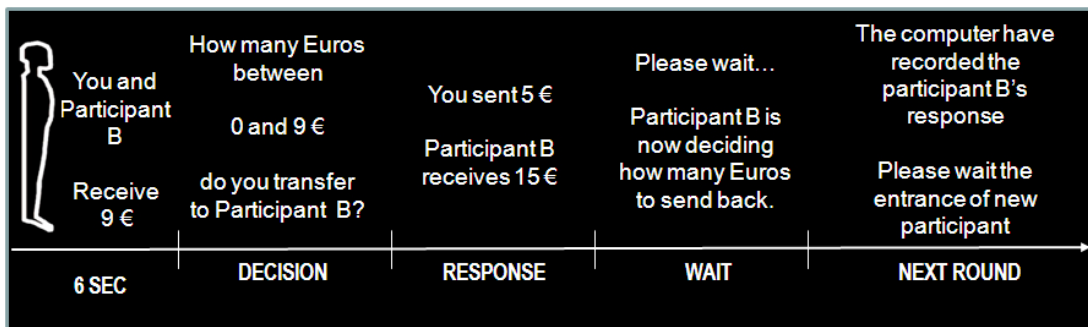 You and
Participant
B
Receive
9 €
How many Euros
between
0 and 9 €
do you transfer
to Participant B?
You sent 5 €
Participant B
receives 15 €
Please wait...
Participant B is
now deciding
how many Euros
to send back.
The computer have
recorded the
participant B's
response
Please wait the
entrance of new
participant
6 SEC
DECISION
RESPONSE
WAIT
NEXT ROUND